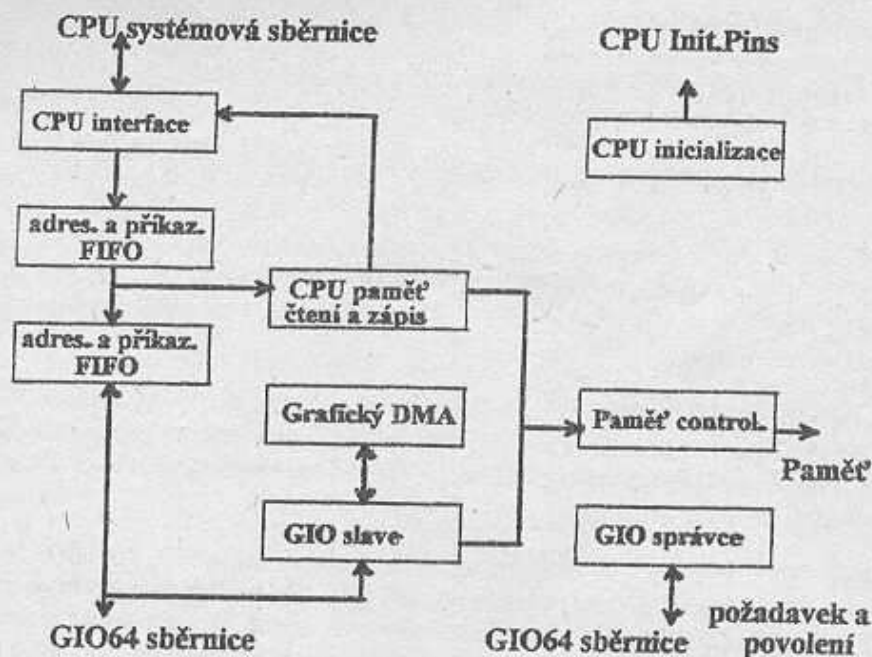 CPU systémová sběrnice
CPU Init.Pins
CPU interface
CPU inicializace
adres. a příkaz.
FIFO
CPU paměť
čtení a zápis
adres. a příkaz.
FIFO
Grafický DMA
Paměť control.
Paměť
GIO slave
GIO správce
GIO64 sběrnice
GIO64 sběrnice
požadavek a
povolení